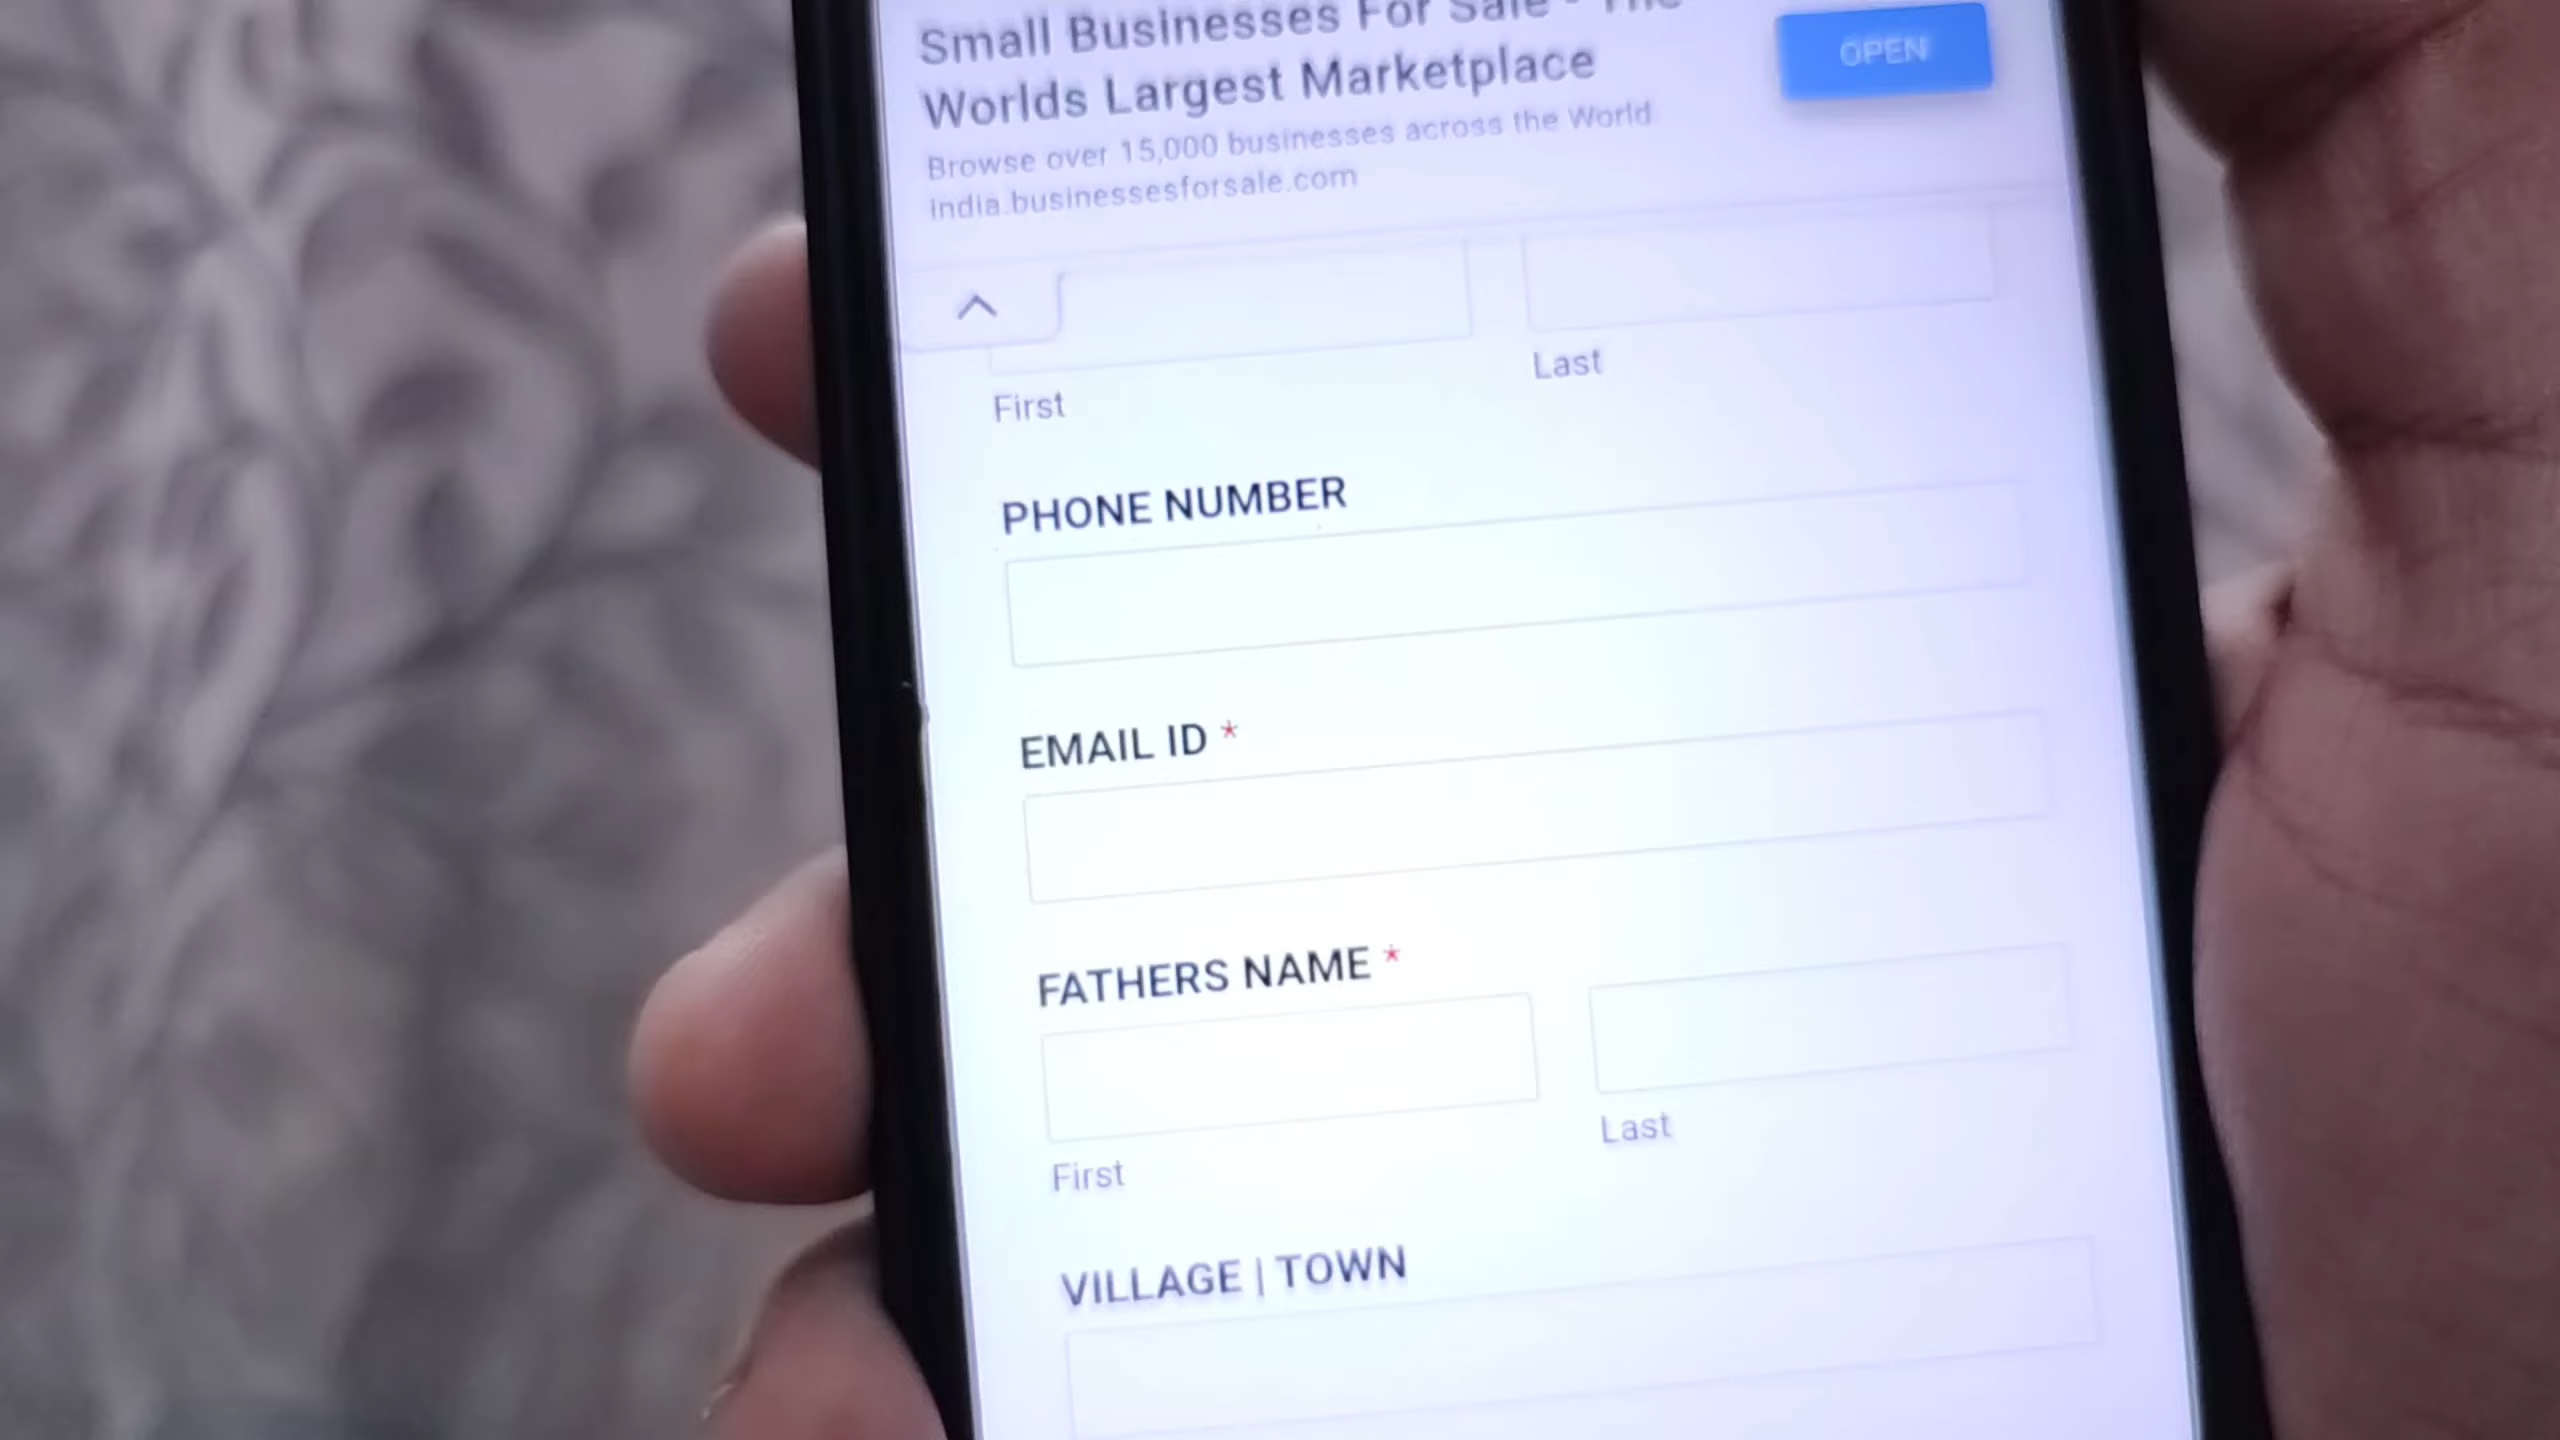 Small Businesses For Sale - The
Worlds Largest Marketplace
OPEN
Browse over 15,000 businesses across the World
india.businessesforsale.com
First
Last
PHONE NUMBER
EMAIL ID *
FATHERS NAME *
First
Last
VILLAGE | TOWN